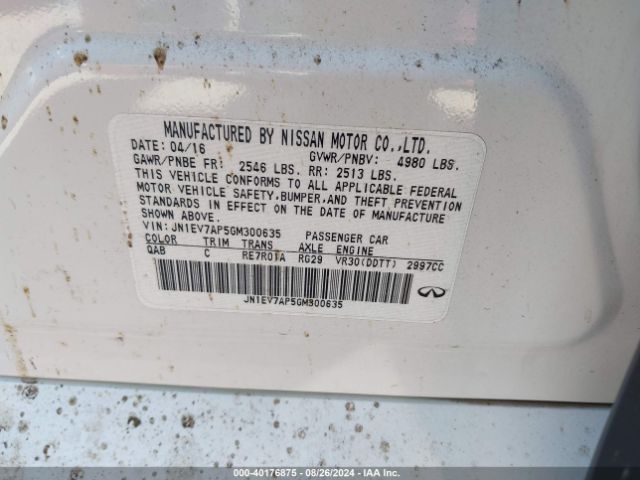 MANUFACTURED BY NISSAN MOTOR CO.,LTD.
DATE: 04/16 GVWR/PNBV: 4980 LBS.
GAWR/PNBE FR: 2546 LBS. RR: 2513 LBS.
THIS VEHICLE CONFORMS TO ALL APPLICABLE FEDERAL
MOTOR VEHICLE SAFETY,BUMPER,AND THEFT PREVENTION
STANDARDS IN EFFECT ON THE DATE OF MANUFACTURE
SHOWN ABOVE.
VIN: JN1EV7AP5GM300635 PASSENGER CAR
COLOR TRIM TRANS AXLE ENGINE
QAB C RE7R01A RG29 VR30(DDTT) 2997CC
JN1EV7AP5GM300635
000-40176875 - 08/26/2024 - IAA Inc.